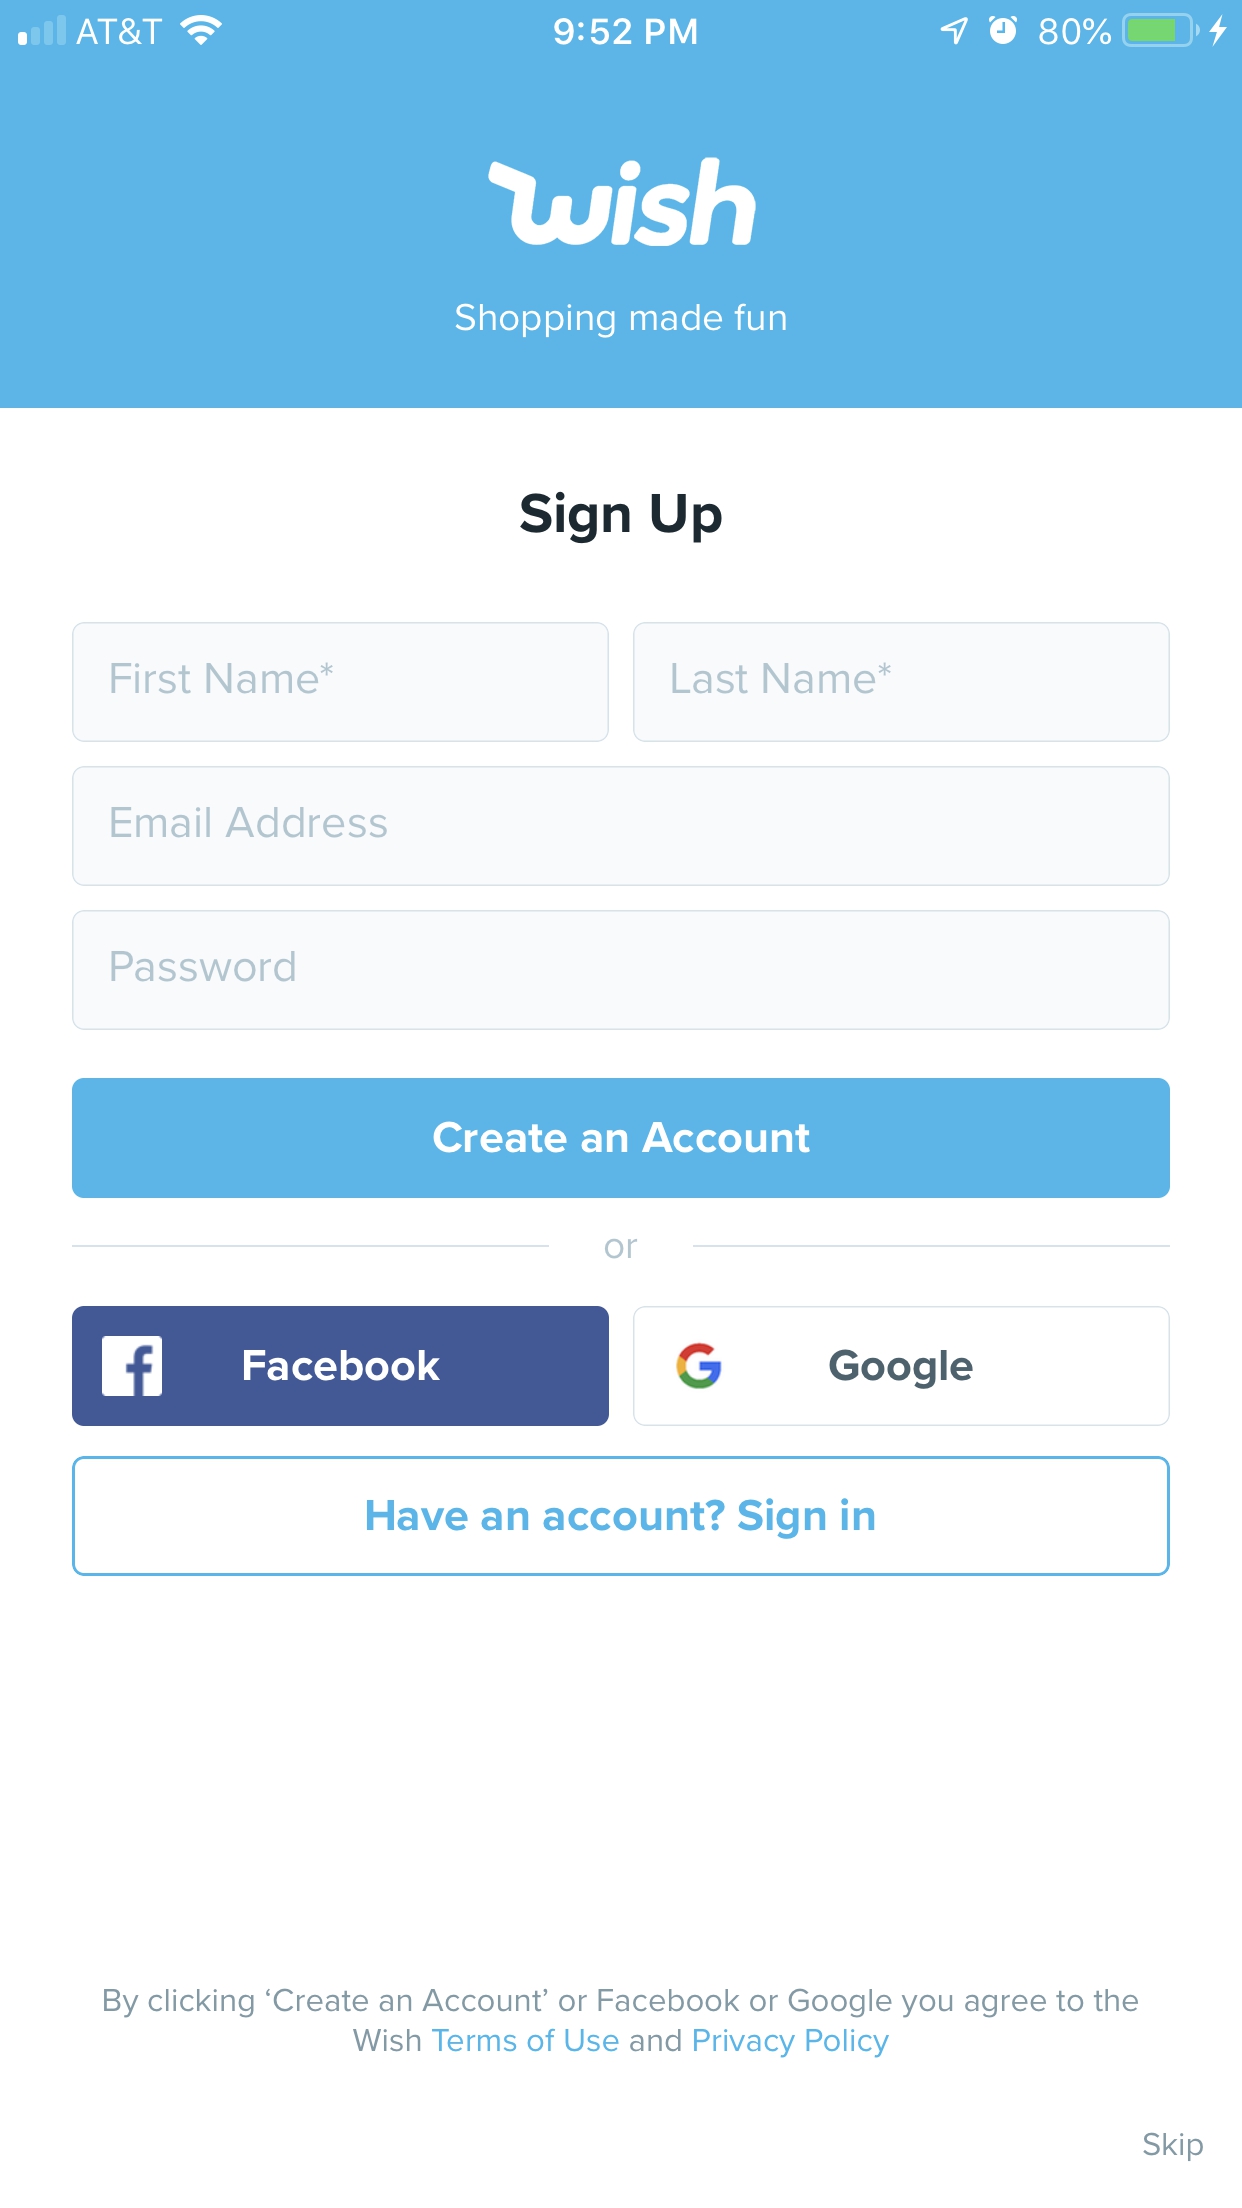 AT&T 9:52 PM 80%
wish
Shopping made fun
Sign Up
First Name* Last Name*
Email Address
Password
Create an Account
or
Facebook Google
Have an account? Sign in
By clicking ‘Create an Account’ or Facebook or Google you agree to the
Wish Terms of Use and Privacy Policy
Skip